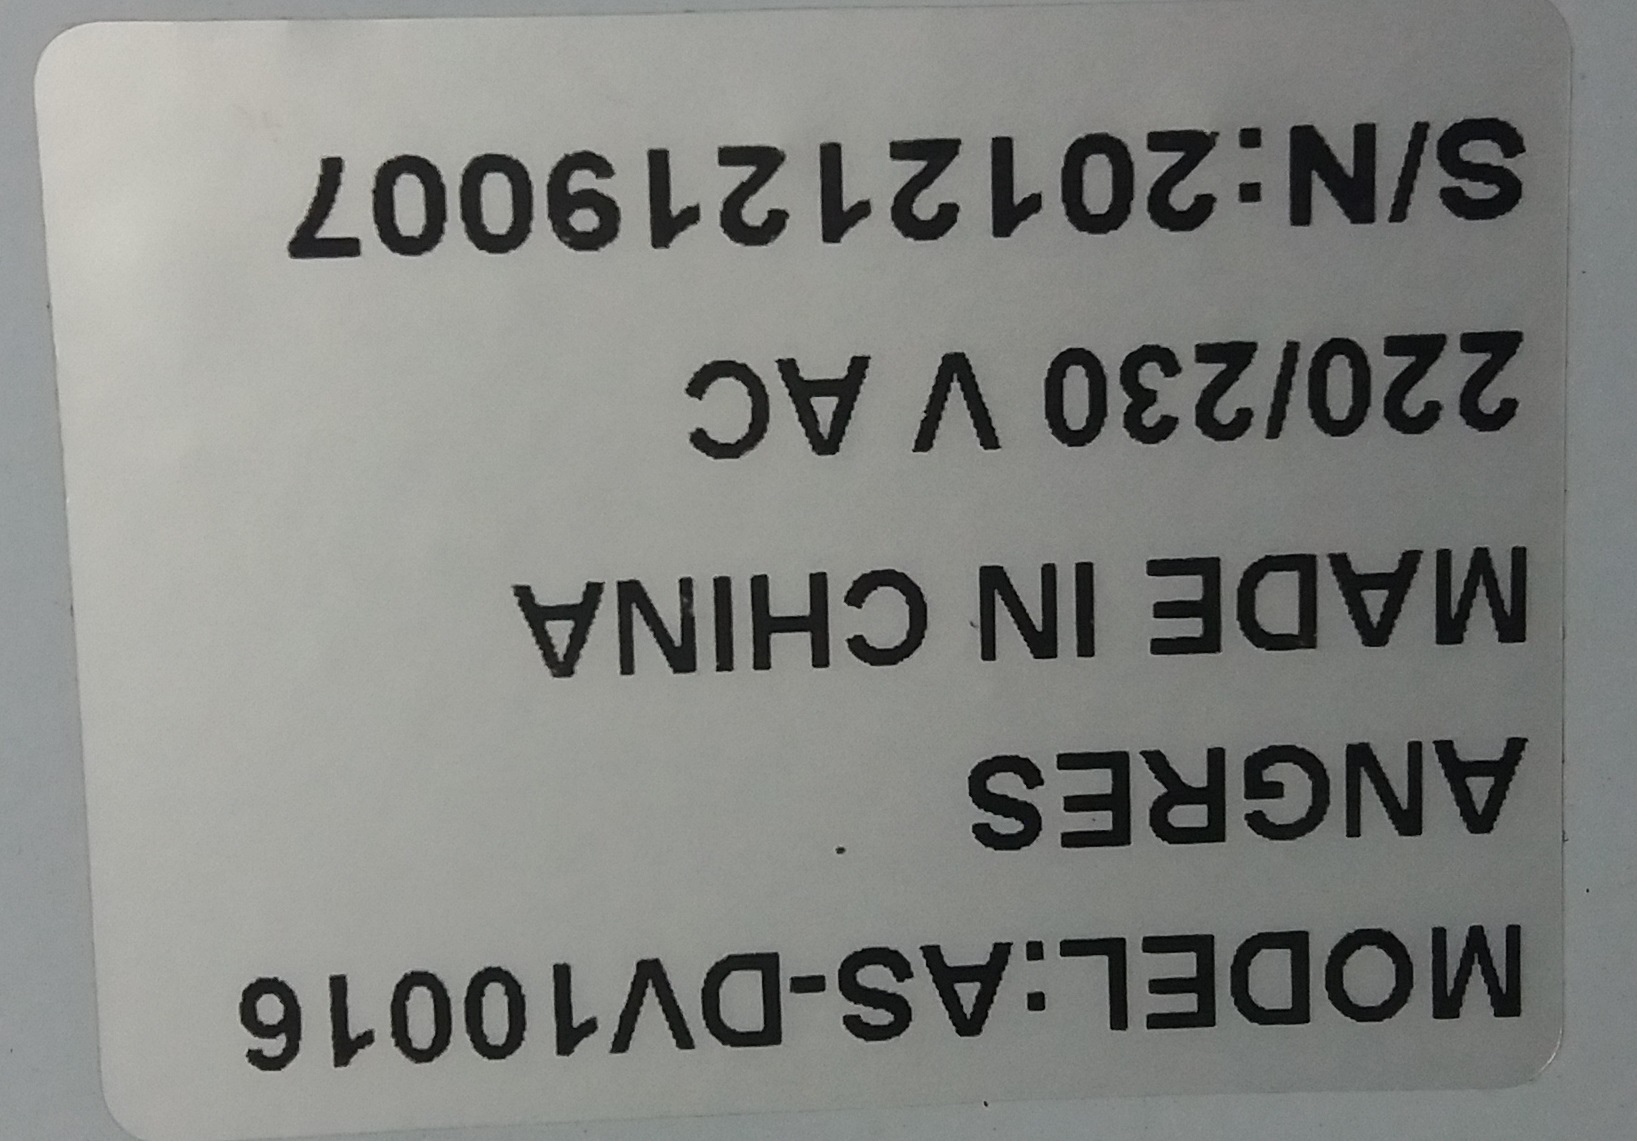 MODEL:AS-DV10016
ANGRES
MADE IN CHINA
220/230 V AC
S/N:20121219007